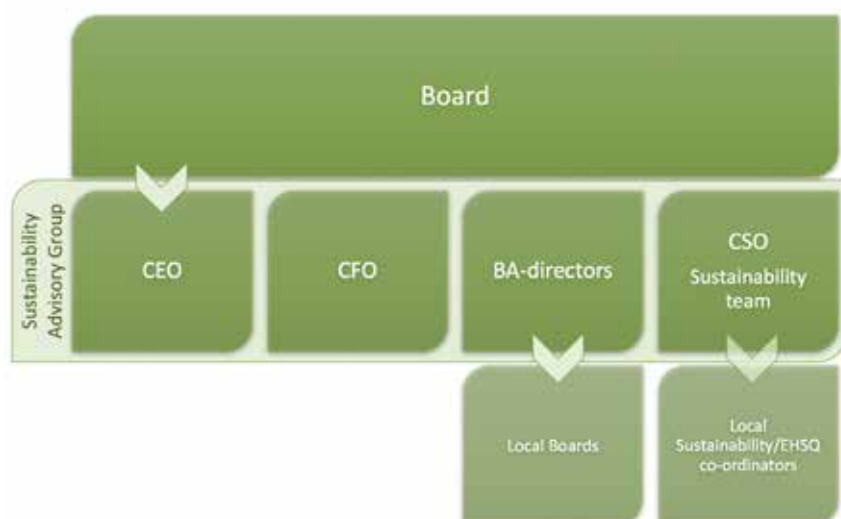 Board
Sustainability
Advisory Group
CEO
CFO
BA-directors
CSO
Sustainability
team
Local Boards
Local
Sustainability/EHSQ
co-ordinators